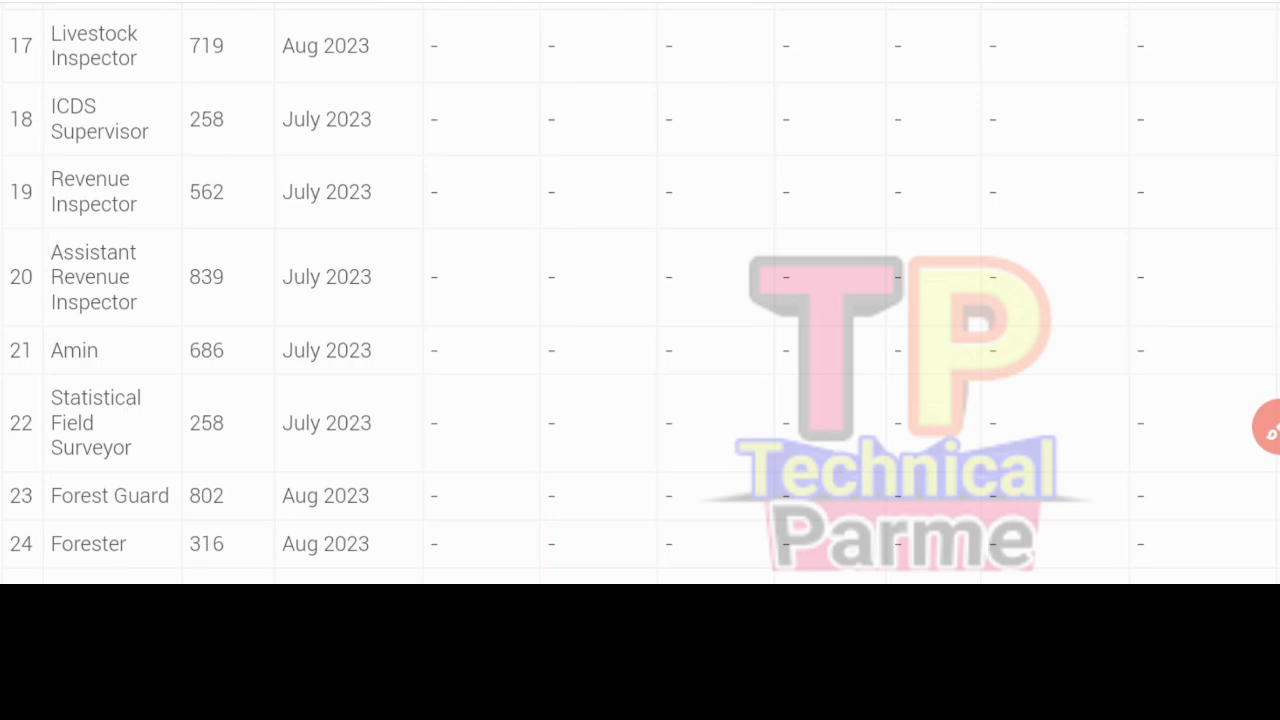 17 Livestock Inspector 719 Aug 2023 - - - - - - -
18 ICDS Supervisor 258 July 2023 - - - - - - -
19 Revenue Inspector 562 July 2023 - - - - - - -
20 Assistant Revenue Inspector 839 July 2023 - - - - - - -
21 Amin 686 July 2023 - - - - - - -
22 Statistical Field Surveyor 258 July 2023 - - - - - - -
23 Forest Guard 802 Aug 2023 - - - - - - -
24 Forester 316 Aug 2023 - - - - - - -
TP
Technical
Parme